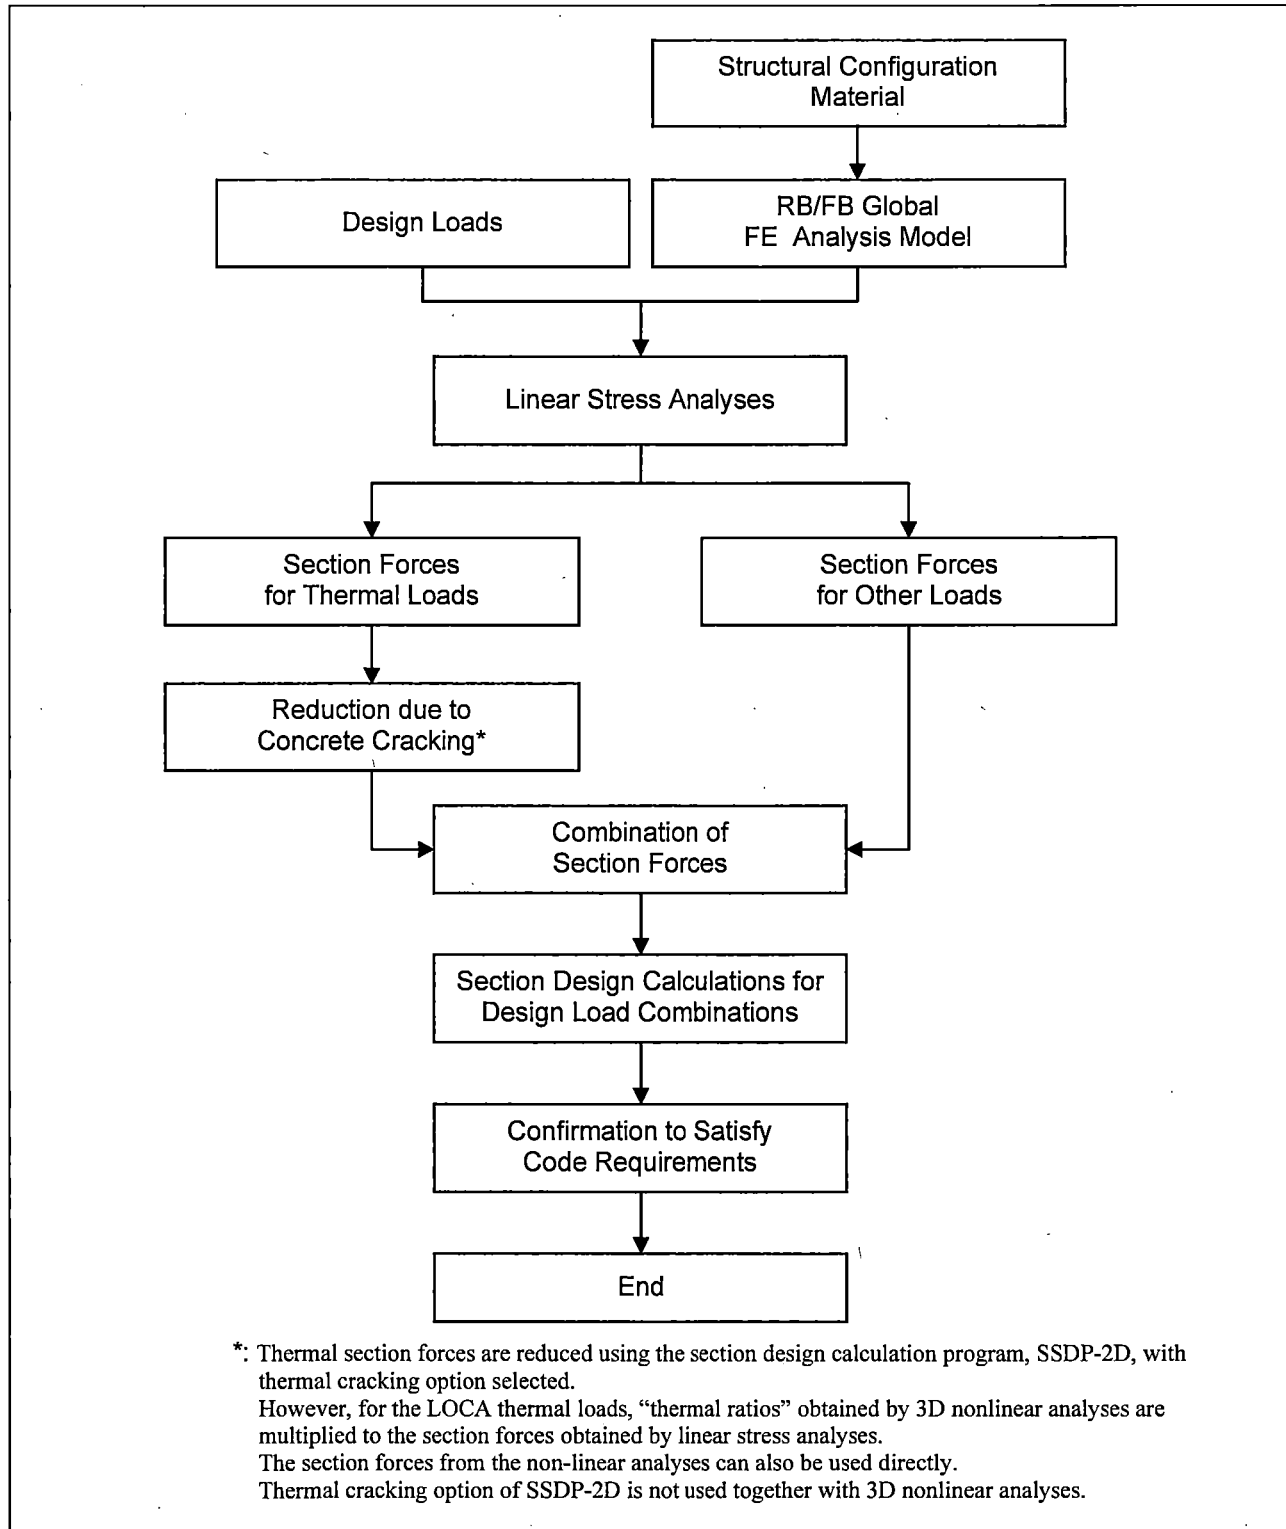 Structural Configuration
Material
Design Loads
RB/FB Global
FE Analysis Model
Linear Stress Analyses
Section Forces
for Thermal Loads
Section Forces
for Other Loads
Reduction due to
Concrete Cracking*
Combination of
Section Forces
Section Design Calculations for
Design Load Combinations
Confirmation to Satisfy
Code Requirements
End
*: Thermal section forces are reduced using the section design calculation program, SSDP-2D, with
thermal cracking option selected.
However, for the LOCA thermal loads, “thermal ratios” obtained by 3D nonlinear analyses are
multiplied to the section forces obtained by linear stress analyses.
The section forces from the non-linear analyses can also be used directly.
Thermal cracking option of SSDP-2D is not used together with 3D nonlinear analyses.